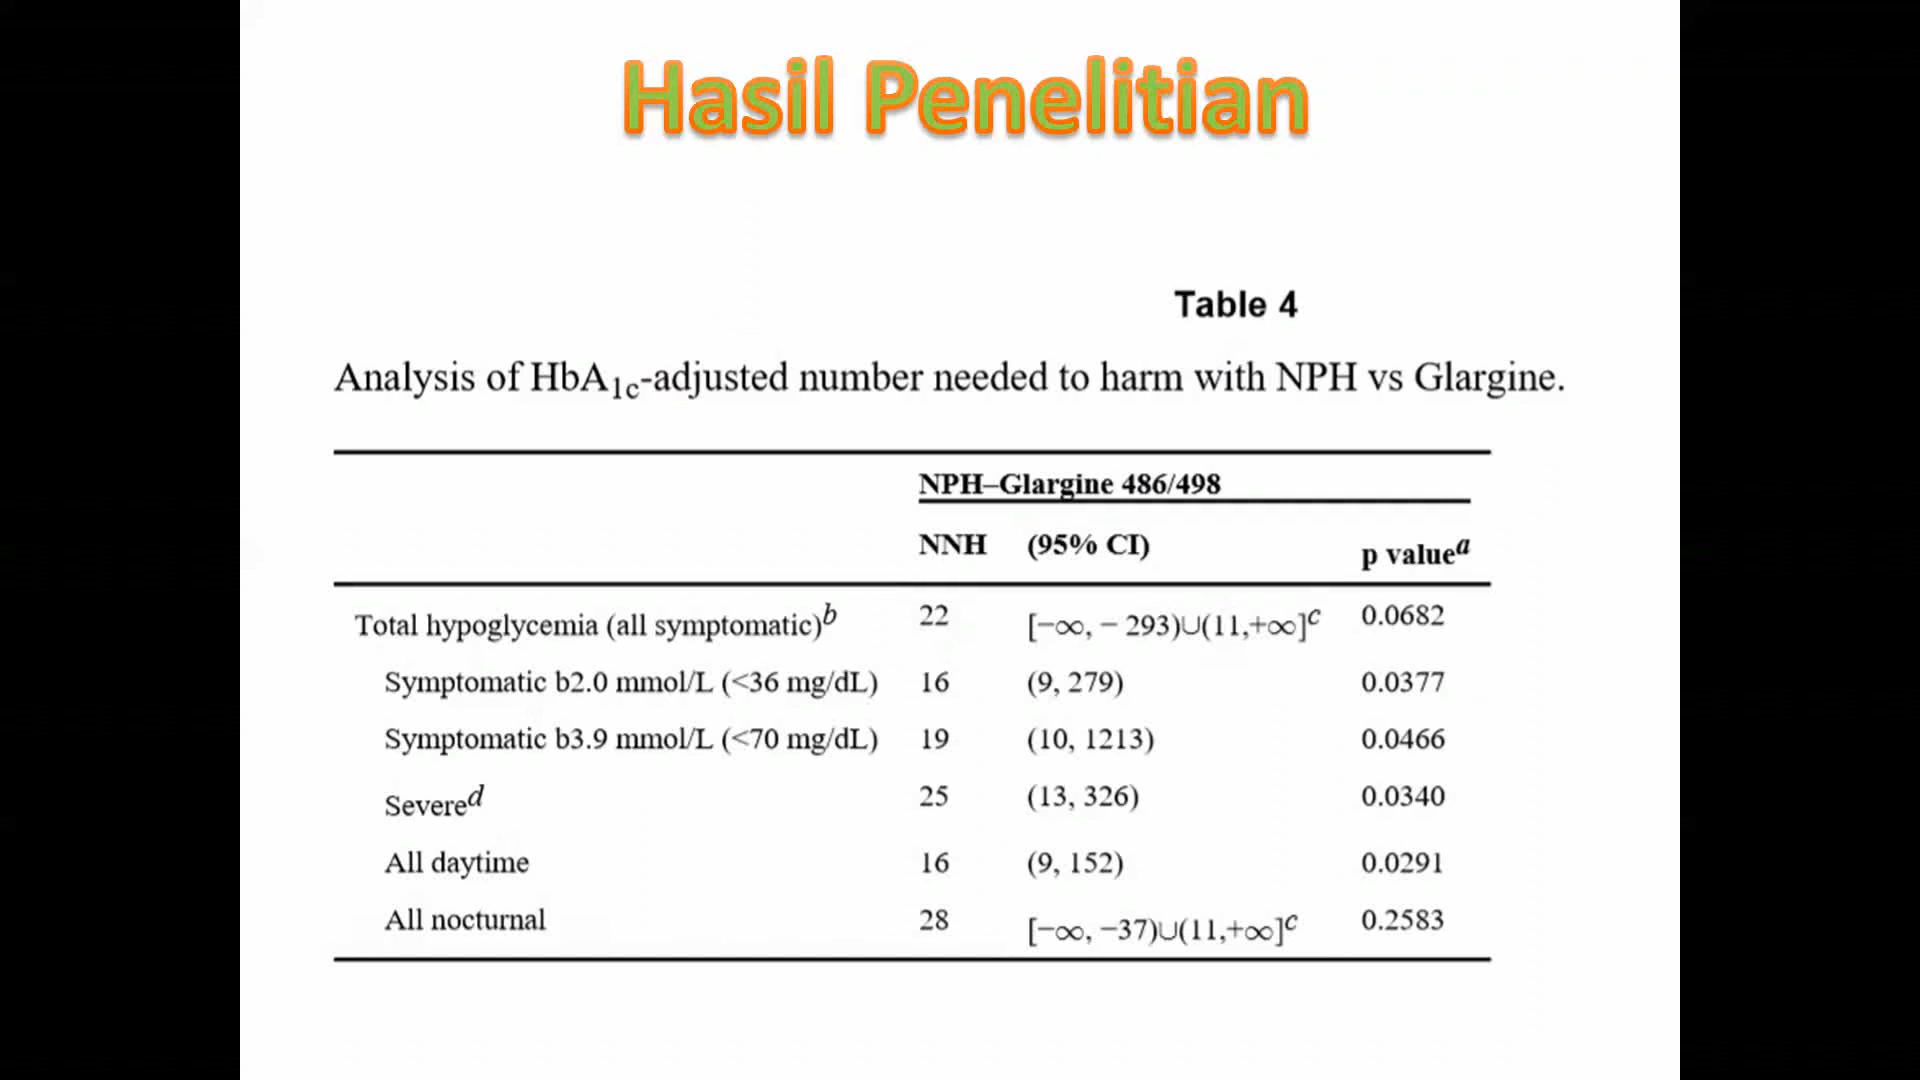 Hasil Penelitian
Table 4
Analysis of HbA1c-adjusted number needed to harm with NPH vs Glargine.
NPH–Glargine 486/498
NNH (95% CI) p valueᵃ
Total hypoglycemia (all symptomatic)ᵇ 22 [−∞, − 293)∪(11,+∞]ᶜ 0.0682
Symptomatic b2.0 mmol/L (<36 mg/dL) 16 (9, 279) 0.0377
Symptomatic b3.9 mmol/L (<70 mg/dL) 19 (10, 1213) 0.0466
Severeᵈ 25 (13, 326) 0.0340
All daytime 16 (9, 152) 0.0291
All nocturnal 28 [−∞, −37)∪(11,+∞]ᶜ 0.2583